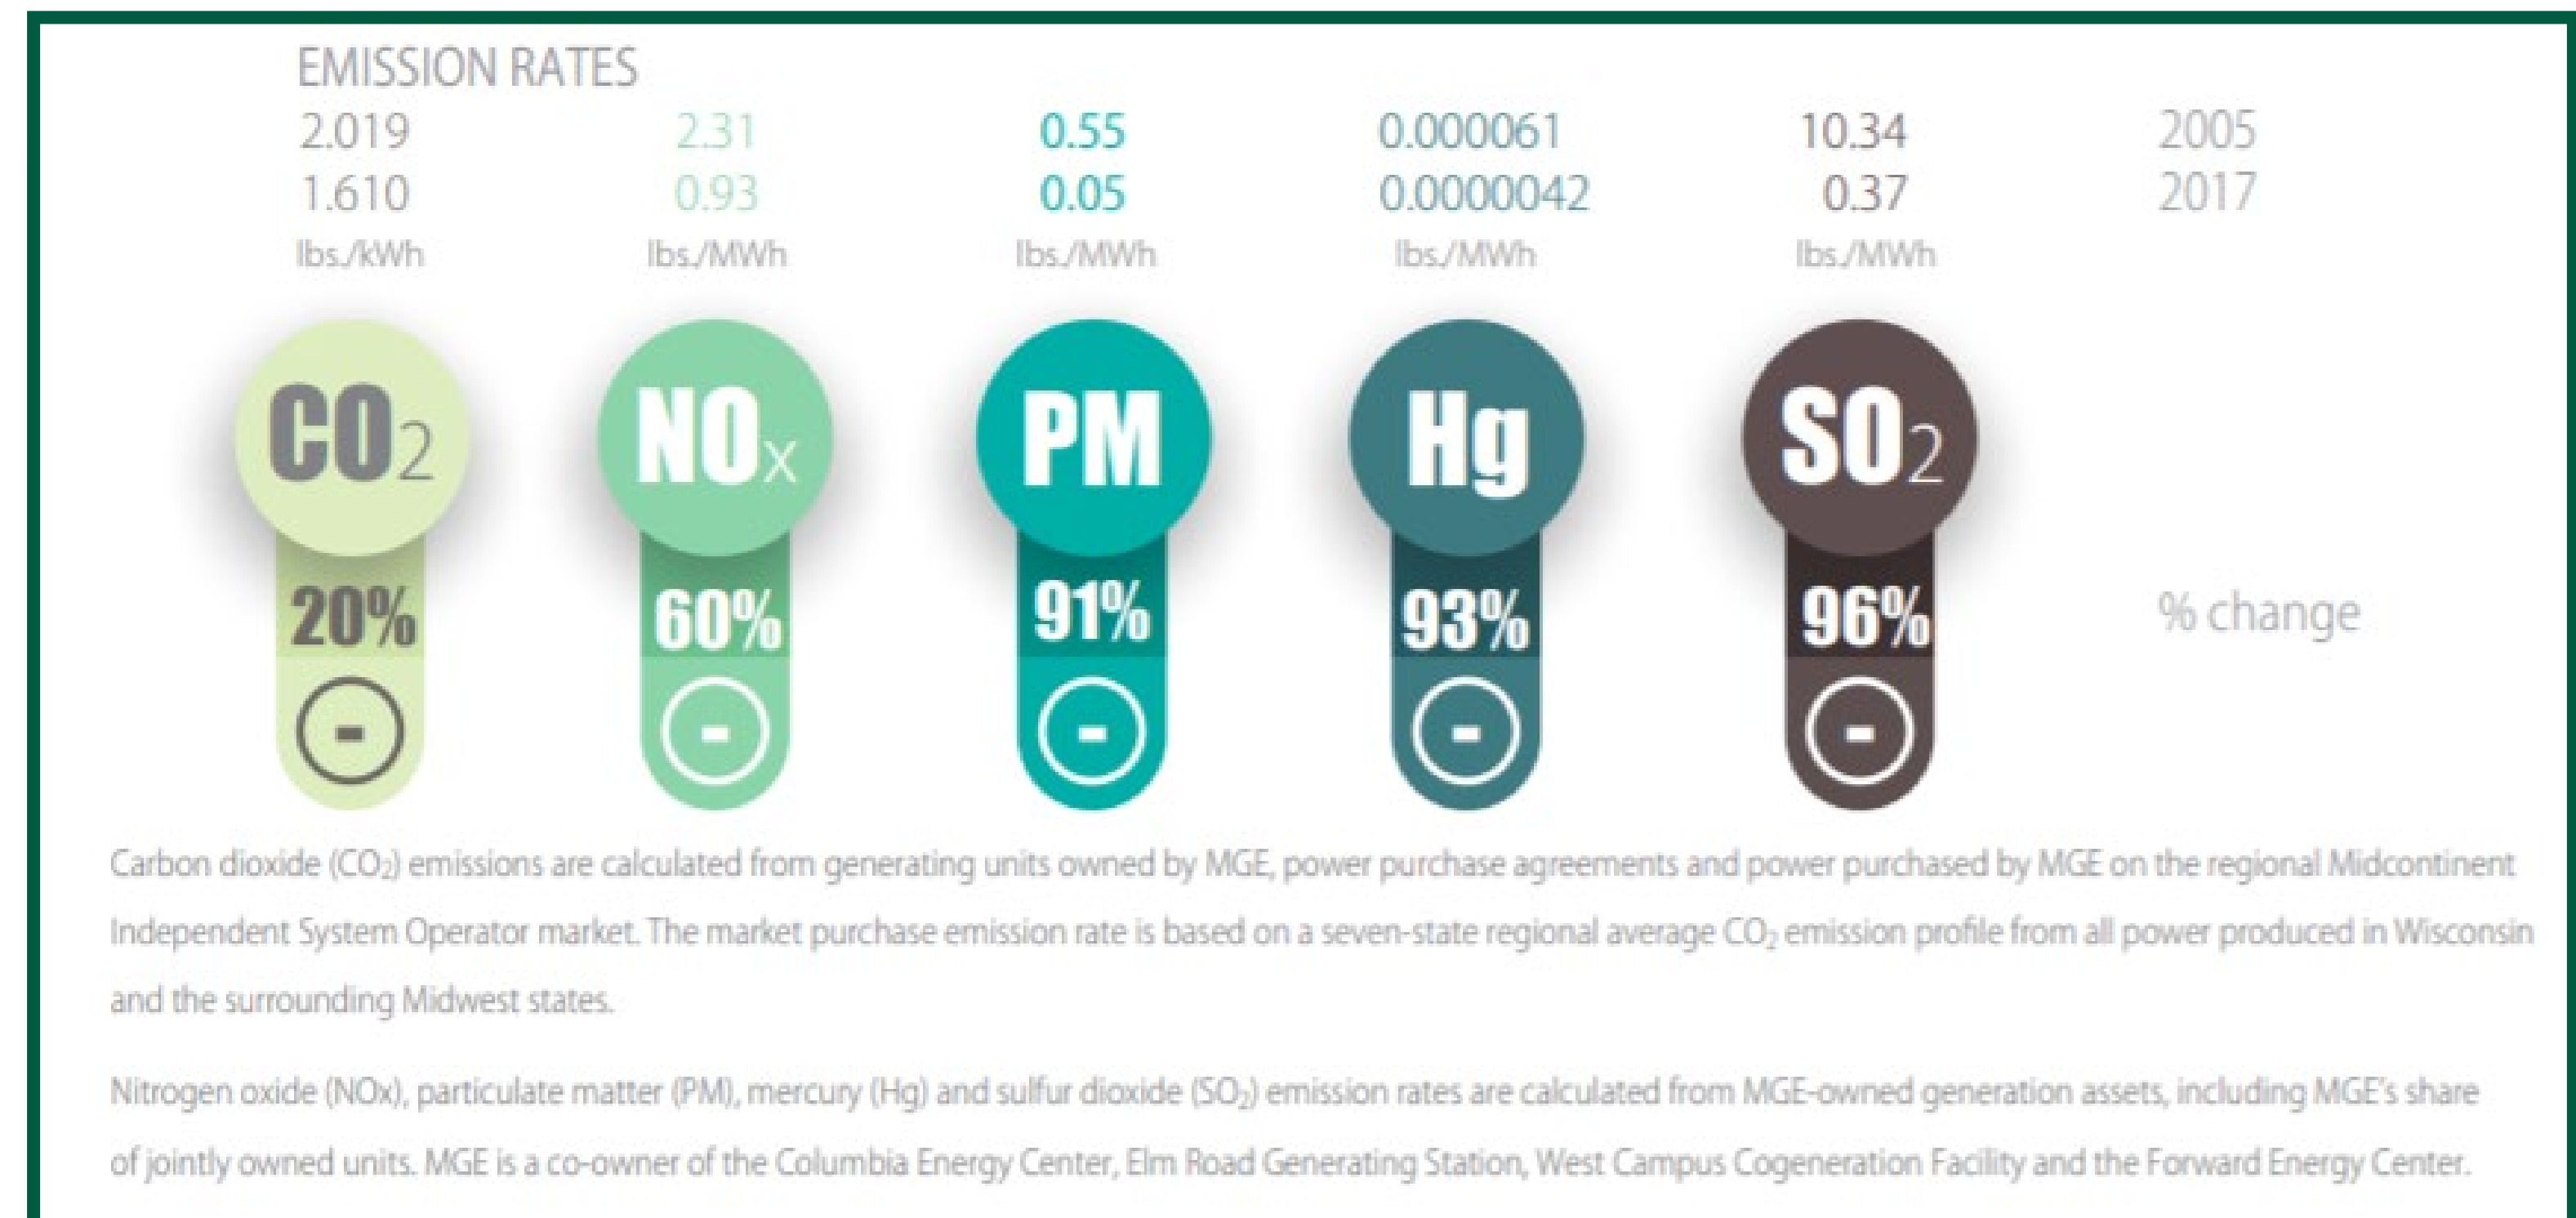 EMISSION RATES
2.019 2.31 0.55 0.000061 10.34 2005
1.610 0.93 0.05 0.0000042 0.37 2017
lbs./kWh lbs./MWh lbs./MWh lbs./MWh lbs./MWh
CO₂ NOx PM Hg SO₂
20% 60% 91% 93% 96% % change
- - - - -
Carbon dioxide (CO₂) emissions are calculated from generating units owned by MGE, power purchase agreements and power purchased by MGE on the regional Midcontinent
Independent System Operator market. The market purchase emission rate is based on a seven-state regional average CO₂ emission profile from all power produced in Wisconsin
and the surrounding Midwest states.
Nitrogen oxide (NOx), particulate matter (PM), mercury (Hg) and sulfur dioxide (SO₂) emission rates are calculated from MGE-owned generation assets, including MGE's share
of jointly owned units. MGE is a co-owner of the Columbia Energy Center, Elm Road Generating Station, West Campus Cogeneration Facility and the Forward Energy Center.